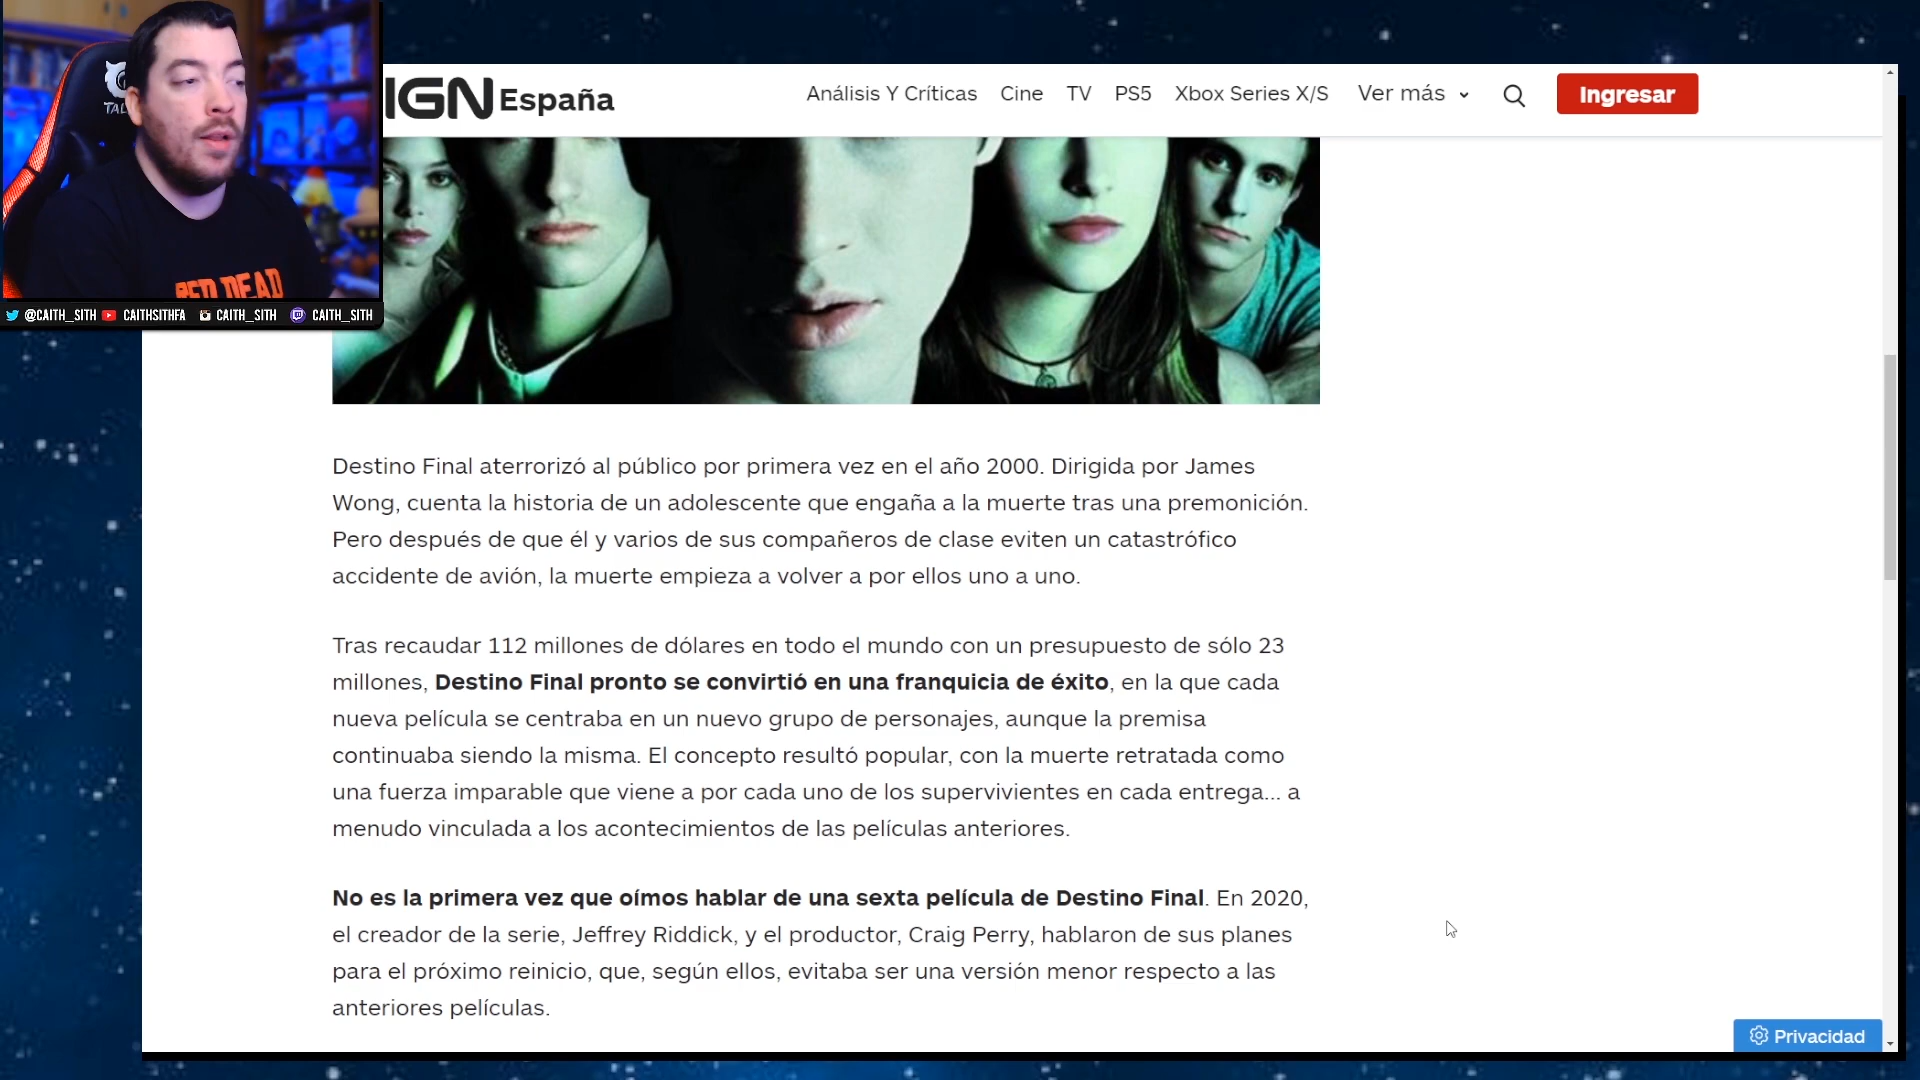 IGN España
Análisis Y Críticas Cine TV PS5 Xbox Series X/S Ver más Ingresar
RED DEAD
@CAITH_SITH CAITHSITHFA CAITH_SITH CAITH_SITH
Destino Final aterrorizó al público por primera vez en el año 2000. Dirigida por James
Wong, cuenta la historia de un adolescente que engaña a la muerte tras una premonición.
Pero después de que él y varios de sus compañeros de clase eviten un catastrófico
accidente de avión, la muerte empieza a volver a por ellos uno a uno.
Tras recaudar 112 millones de dólares en todo el mundo con un presupuesto de sólo 23
millones, Destino Final pronto se convirtió en una franquicia de éxito, en la que cada
nueva película se centraba en un nuevo grupo de personajes, aunque la premisa
continuaba siendo la misma. El concepto resultó popular, con la muerte retratada como
una fuerza imparable que viene a por cada uno de los supervivientes en cada entrega... a
menudo vinculada a los acontecimientos de las películas anteriores.
No es la primera vez que oímos hablar de una sexta película de Destino Final. En 2020,
el creador de la serie, Jeffrey Riddick, y el productor, Craig Perry, hablaron de sus planes
para el próximo reinicio, que, según ellos, evitaba ser una versión menor respecto a las
anteriores películas.
Privacidad